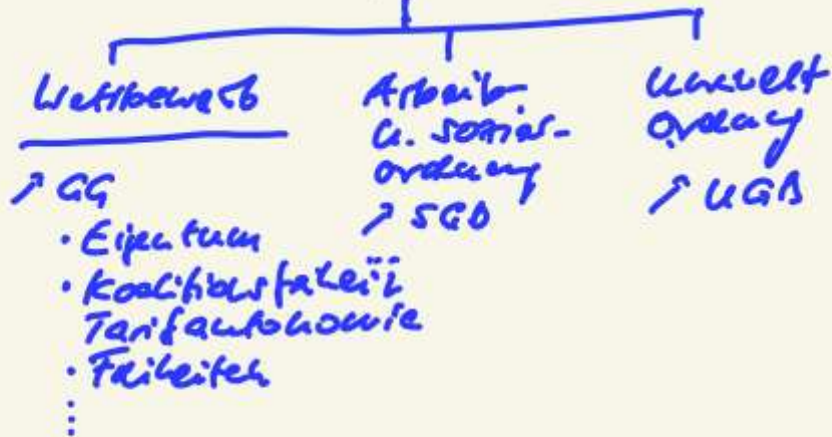 Wettbewerb
↗ GG
· Eigentum
· Koalitionsfreiheit
Tarifautonomie
· Freiheiten
Arbeits-
u. Sozial-
ordnung
↗ SGB
Umwelt
ordnung
↗ UGB